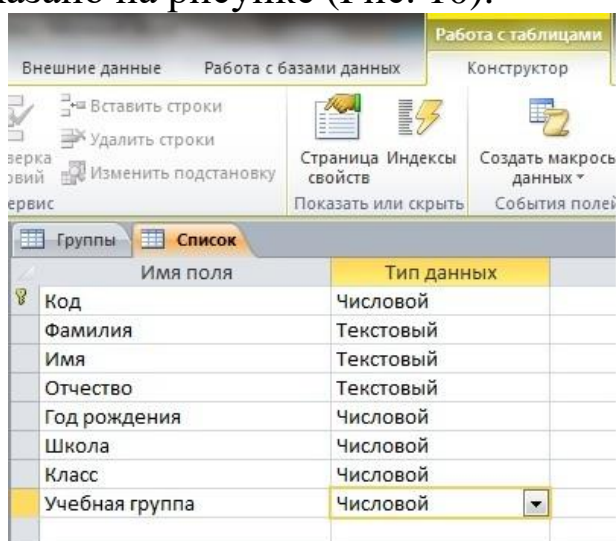 (Рис. 16).
Работа с таблицами
Внешние данные Работа с базами данных Конструктор
Вставить строки
Удалить строки
Изменить подстановку
Страница свойств
Индексы
Создать макросы данных
Показать или скрыть
События полей
Группы Список
Имя поля Тип данных
Код Числовой
Фамилия Текстовый
Имя Текстовый
Отчество Текстовый
Год рождения Числовой
Школа Числовой
Класс Числовой
Учебная группа Числовой